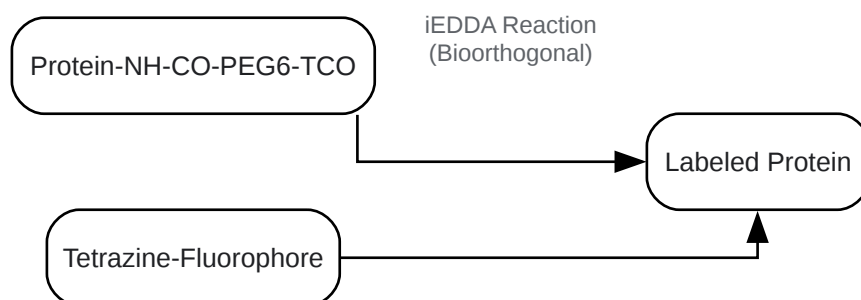 iEDDA Reaction
(Bioorthogonal)
Protein-NH-CO-PEG6-TCO
Labeled Protein
Tetrazine-Fluorophore